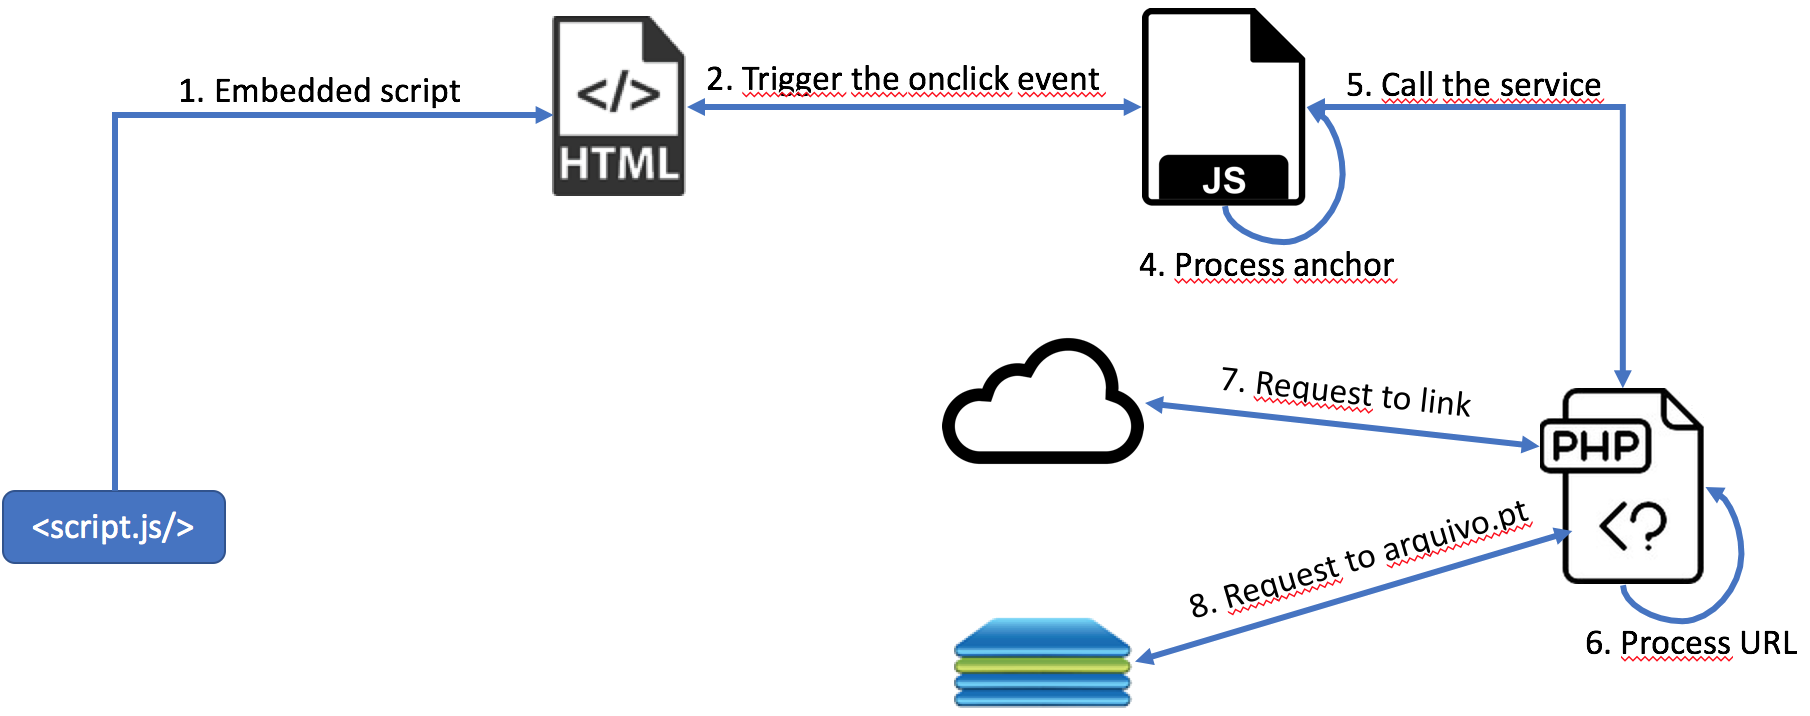 1. Embedded script
2. Trigger the onclick event
5. Call the service
</>
HTML
JS
4. Process anchor
7. Request to link
PHP
<?
<script.js/>
8. Request to arquivo.pt
6. Process URL